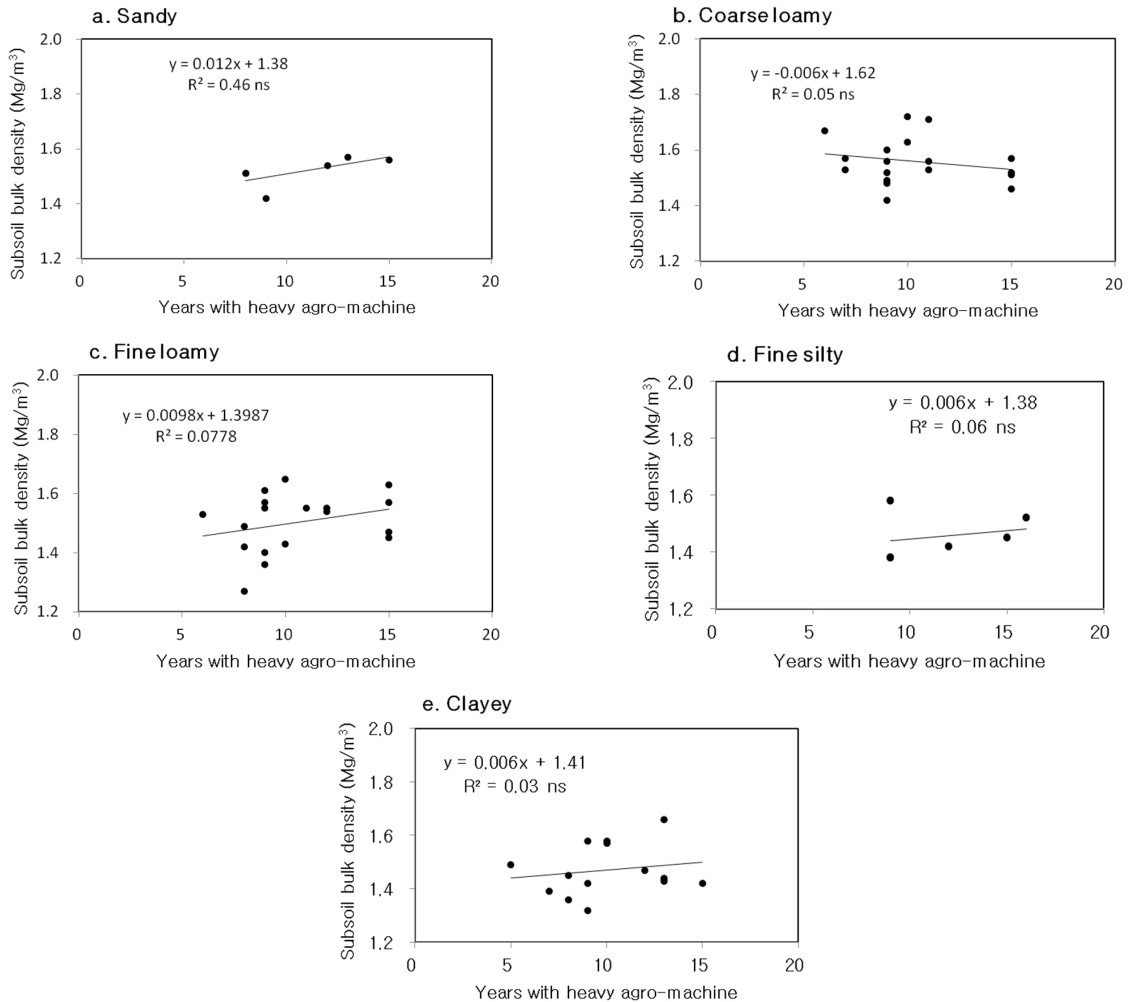 a. Sandy
y = 0.012x + 1.38
R² = 0.46 ns
Subsoil bulk density (Mg/m³)
2.0
1.8
1.6
1.4
1.2
0
5
10
15
20
Years with heavy agro-machine
b. Coarse loamy
y = -0.006x + 1.62
R² = 0.05 ns
Subsoil bulk density (Mg/m³)
2.0
1.8
1.6
1.4
1.2
0
5
10
15
20
Years with heavy agro-machine
c. Fine loamy
y = 0.0098x + 1.3987
R² = 0.0778
Subsoil bulk density (Mg/m³)
2.0
1.8
1.6
1.4
1.2
0
5
10
15
20
Years with heavy agro-machine
d. Fine silty
y = 0.006x + 1.38
R² = 0.06 ns
Subsoil bulk density (Mg/m³)
2.0
1.8
1.6
1.4
1.2
0
5
10
15
20
Years with heavy agro-machine
e. Clayey
y = 0.006x + 1.41
R² = 0.03 ns
Subsoil bulk density (Mg/m³)
2.0
1.8
1.6
1.4
1.2
0
5
10
15
20
Years with heavy agro-machine